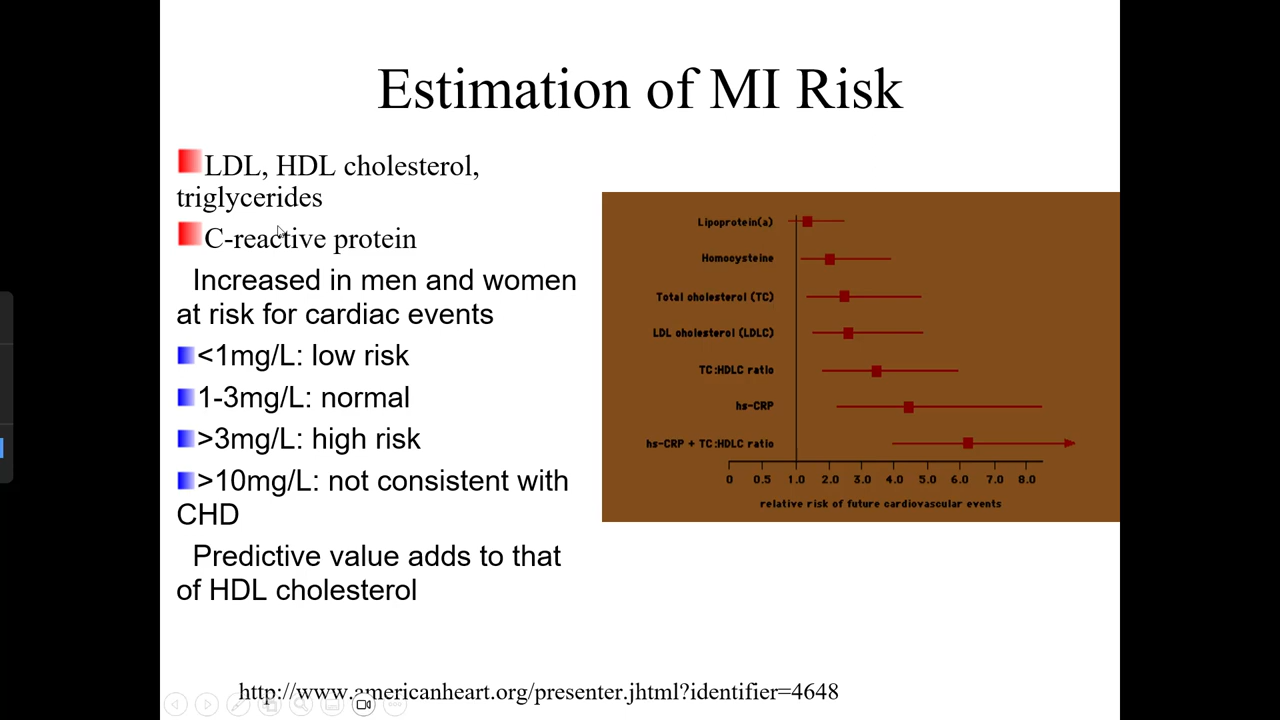 Estimation of MI Risk
LDL, HDL cholesterol,
triglycerides
C-reactive protein
Increased in men and women
at risk for cardiac events
<1mg/L: low risk
1-3mg/L: normal
>3mg/L: high risk
>10mg/L: not consistent with
CHD
Predictive value adds to that
of HDL cholesterol
Lipoprotein(a)
Homocysteine
Total cholesterol (TC)
LDL cholesterol (LDLC)
TC:HDLC ratio
hs-CRP
hs-CRP + TC:HDLC ratio
0 0.5 1.0 2.0 3.0 4.0 5.0 6.0 7.0 8.0
relative risk of future cardiovascular events
http://www.americanheart.org/presenter.jhtml?identifier=4648